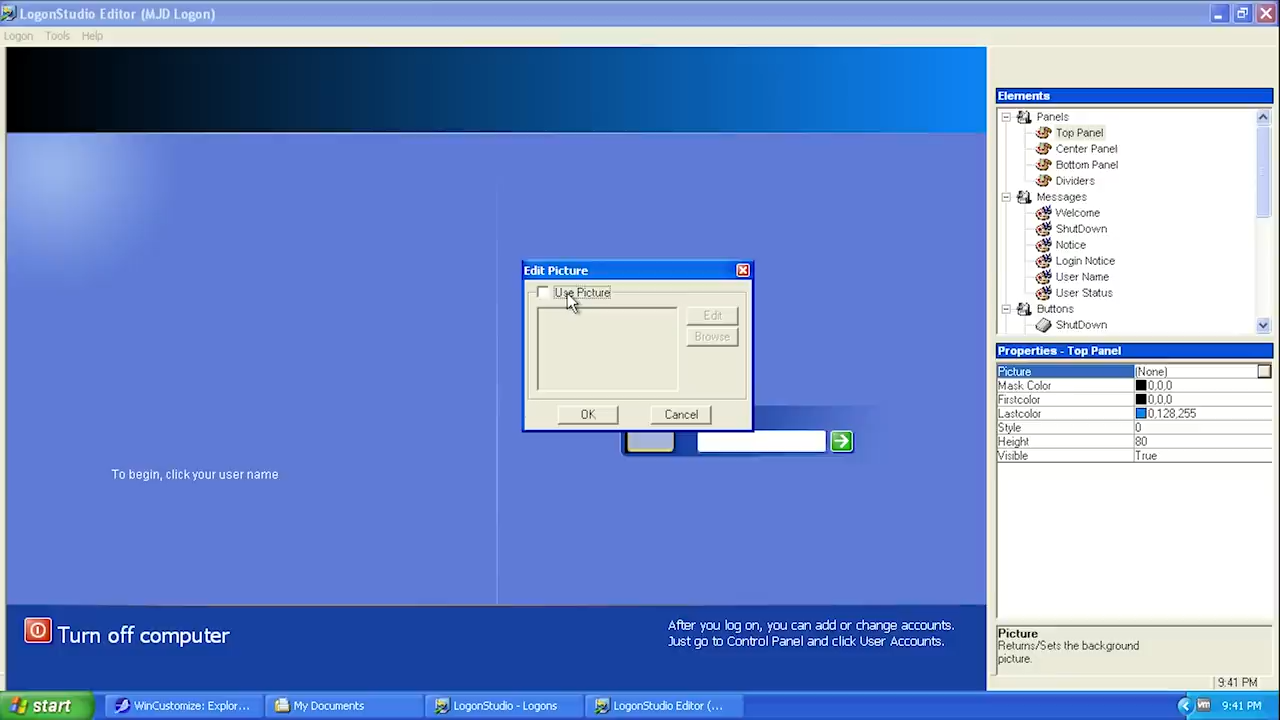 LogonStudio Editor (MJD Logon)
Logon Tools Help
Elements
Panels
Top Panel
Center Panel
Bottom Panel
Dividers
Messages
Welcome
ShutDown
Notice
Login Notice
User Name
User Status
Buttons
ShutDown
Edit Picture
Use Picture
Edit
Browse
OK Cancel
Properties - Top Panel
Picture (None)
Mask Color 0,0,0
Firstcolor 0,0,0
Lastcolor 0,128,255
Style 0
Height 80
Visible True
To begin, click your user name
Turn off computer
After you log on, you can add or change accounts.
Just go to Control Panel and click User Accounts.
Picture
Returns/Sets the background
picture.
9:41 PM
start WinCustomize: Explor... My Documents LogonStudio - Logons LogonStudio Editor (... vm 9:41 PM